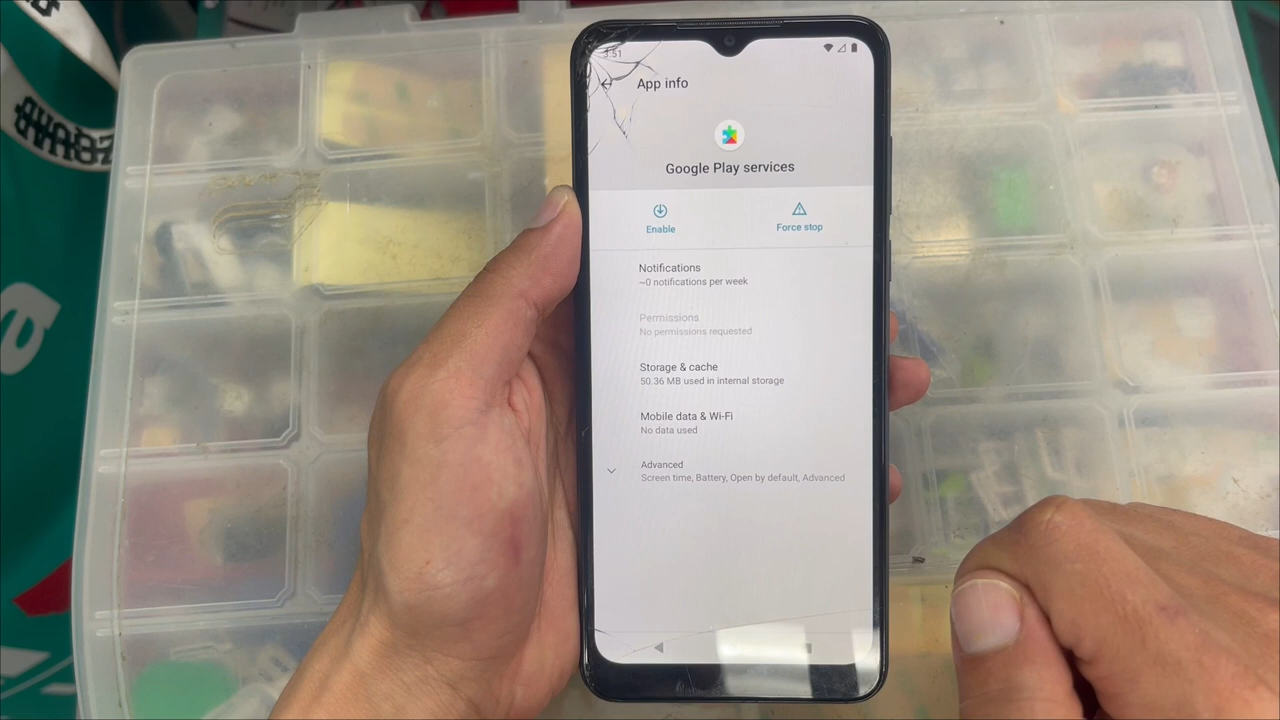 3:51
App info
Google Play services
Enable
Force stop
Notifications
~0 notifications per week
Permissions
No permissions requested
Storage & cache
50.36 MB used in internal storage
Mobile data & Wi-Fi
No data used
Advanced
Screen time, Battery, Open by default, Advanced